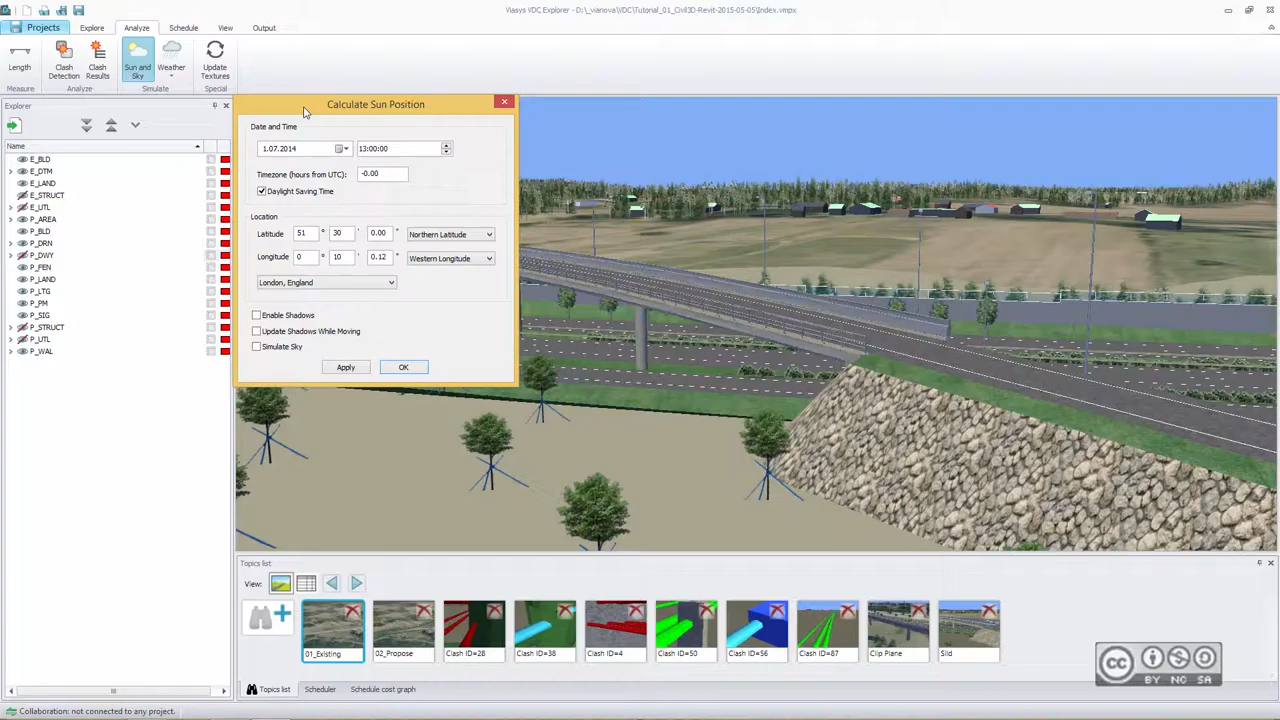 Viasys VDC Explorer - D:\_vianova\VDC\Tutorial_01_Civil3D-Revit-2015-05-05\Index.vmpx
Projects Explore Analyze Schedule View Output
Length
Clash Detection
Clash Results
Sun and Sky
Weather
Update Textures
Measure Analyze Simulate Special
Explorer
Name
E_BLD
E_DTM
E_LAND
E_STRUCT
E_UTL
P_AREA
P_BLD
P_DRN
P_DWY
P_FEN
P_LAND
P_LTG
P_PM
P_SIG
P_STRUCT
P_UTL
P_WAL
Calculate Sun Position
Date and Time
1.07.2014 13:00:00
Timezone (hours from UTC): -0.00
Daylight Saving Time
Location
Latitude 51 ° 30 ' 0.00 " Northern Latitude
Longitude 0 ° 10 ' 0.12 " Western Longitude
London, England
Enable Shadows
Update Shadows While Moving
Simulate Sky
Apply OK
Topics list
View:
01_Existing 02_Propose Clash ID=28 Clash ID=38 Clash ID=4 Clash ID=50 Clash ID=56 Clash ID=87 Clip Plane Slid
cc BY NC SA
Topics list Scheduler Schedule cost graph
Collaboration: not connected to any project.